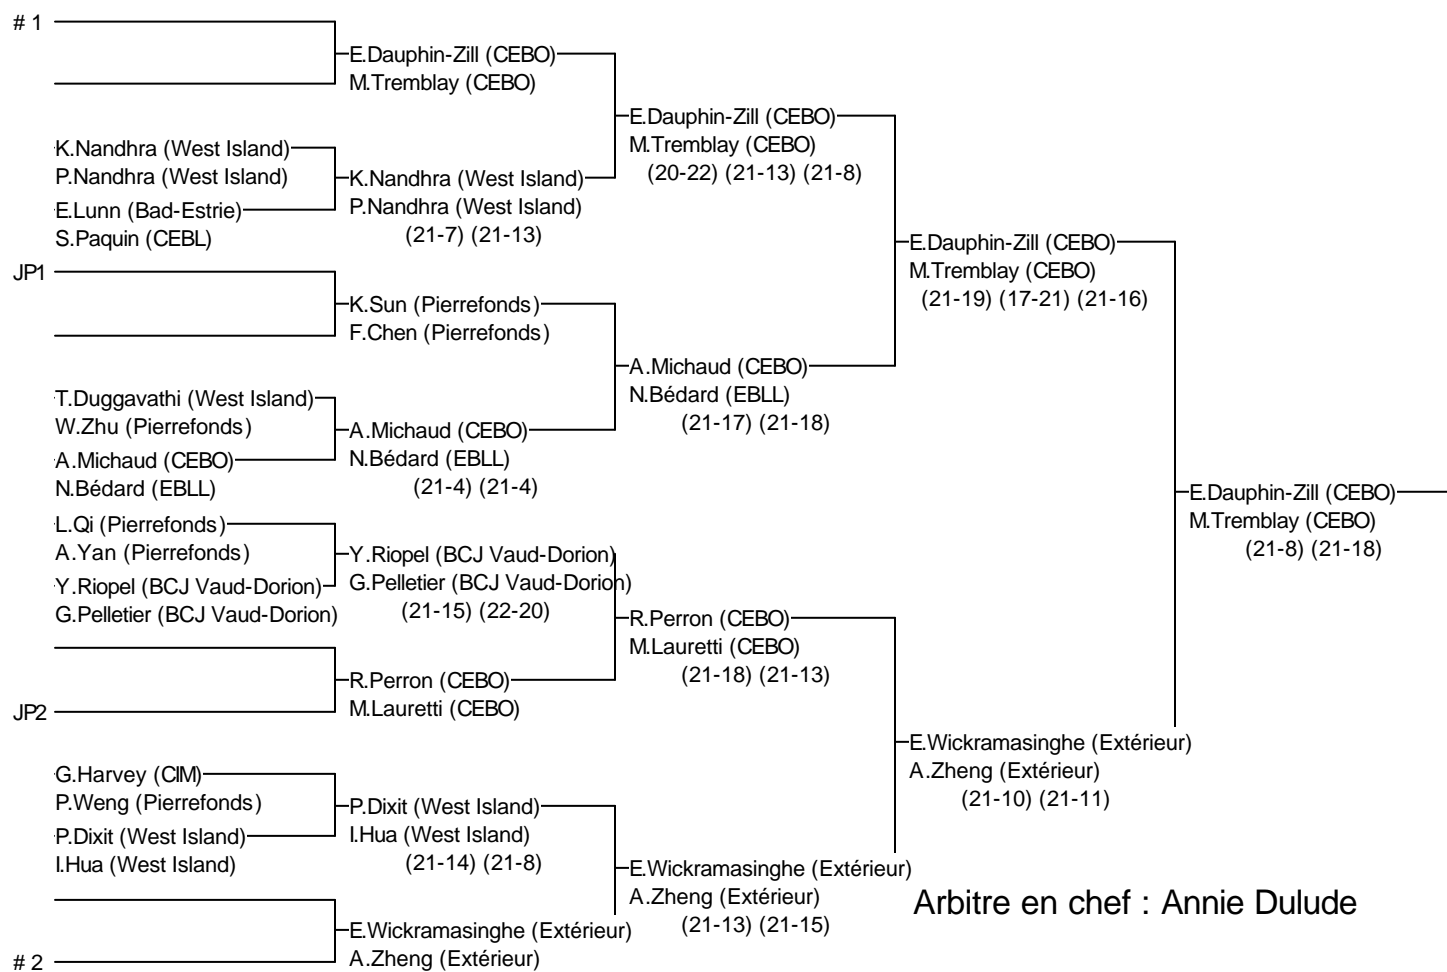 # 1
E.Dauphin-Zill (CEBO)
M.Tremblay (CEBO)
E.Dauphin-Zill (CEBO)
M.Tremblay (CEBO)
(20-22) (21-13) (21-8)
K.Nandhra (West Island)
P.Nandhra (West Island)
K.Nandhra (West Island)
P.Nandhra (West Island)
(21-7) (21-13)
E.Lunn (Bad-Estrie)
S.Paquin (CEBL)
E.Dauphin-Zill (CEBO)
M.Tremblay (CEBO)
(21-19) (17-21) (21-16)
JP1
K.Sun (Pierrefonds)
F.Chen (Pierrefonds)
A.Michaud (CEBO)
N.Bédard (EBLL)
(21-17) (21-18)
T.Duggavathi (West Island)
W.Zhu (Pierrefonds)
A.Michaud (CEBO)
N.Bédard (EBLL)
(21-4) (21-4)
A.Michaud (CEBO)
N.Bédard (EBLL)
E.Dauphin-Zill (CEBO)
M.Tremblay (CEBO)
(21-8) (21-18)
L.Qi (Pierrefonds)
A.Yan (Pierrefonds)
Y.Riopel (BCJ Vaud-Dorion)
G.Pelletier (BCJ Vaud-Dorion)
(21-15) (22-20)
Y.Riopel (BCJ Vaud-Dorion)
G.Pelletier (BCJ Vaud-Dorion)
R.Perron (CEBO)
M.Lauretti (CEBO)
(21-18) (21-13)
R.Perron (CEBO)
M.Lauretti (CEBO)
JP2
E.Wickramasinghe (Extérieur)
A.Zheng (Extérieur)
(21-10) (21-11)
G.Harvey (CIM)
P.Weng (Pierrefonds)
P.Dixit (West Island)
I.Hua (West Island)
(21-14) (21-8)
P.Dixit (West Island)
I.Hua (West Island)
E.Wickramasinghe (Extérieur)
A.Zheng (Extérieur)
(21-13) (21-15)
Arbitre en chef : Annie Dulude
E.Wickramasinghe (Extérieur)
A.Zheng (Extérieur)
# 2